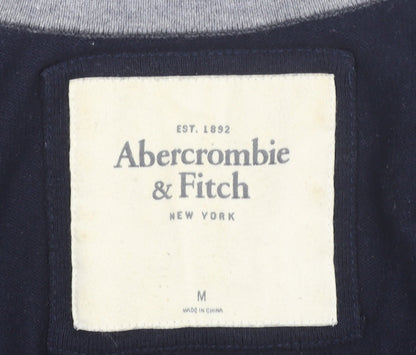 EST. 1892
Abercrombie
& Fitch
NEW YORK
M
MADE IN CHINA